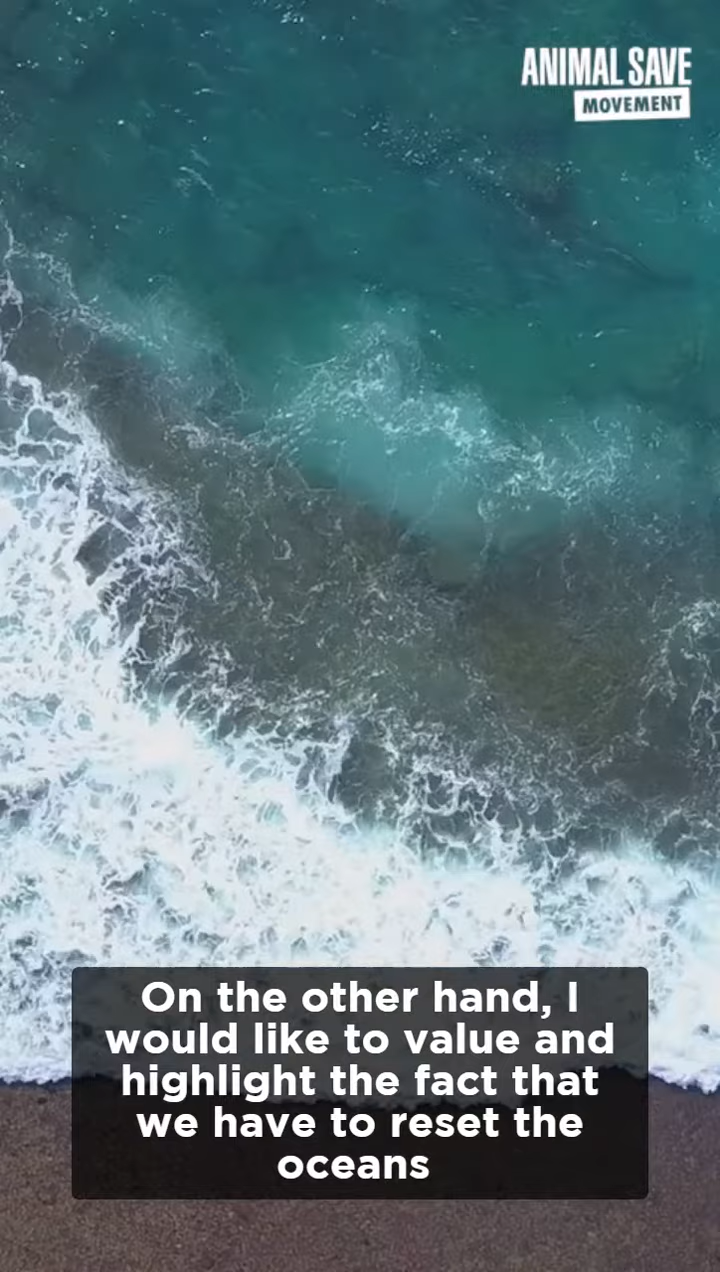 ANIMAL SAVE
MOVEMENT
On the other hand, I
would like to value and
highlight the fact that
we have to reset the
oceans